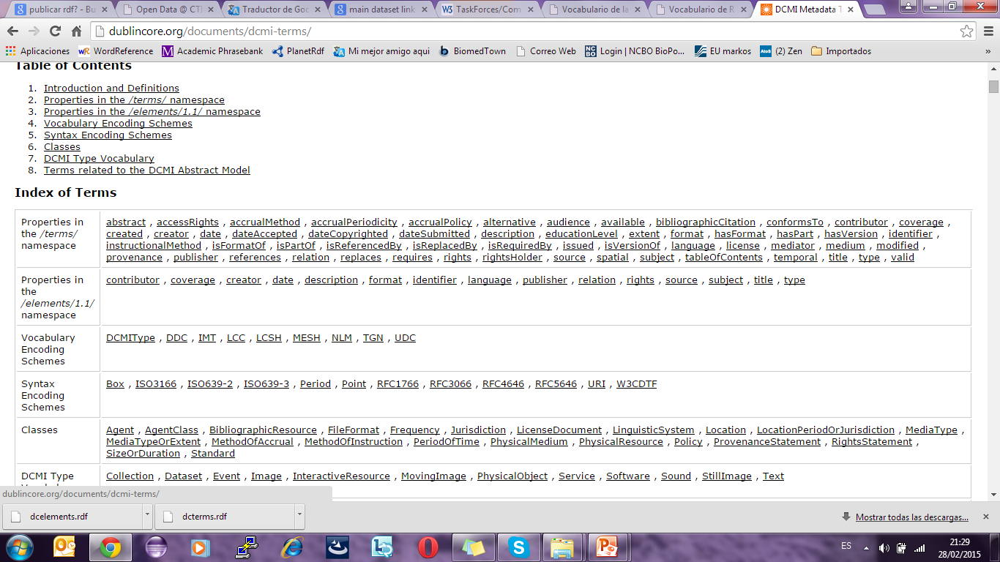 publicar rdf? - Bu
Open Data @ CTI
Traductor de Goo
main dataset link
TaskForces/Com
Vocabulario de la
Vocabulario de R
DCMI Metadata T
dublincore.org/documents/dcmi-terms/
Aplicaciones WordReference Academic Phrasebank PlanetRdf Mi mejor amigo aqui BiomedTown Correo Web Login | NCBO BioPo... EU markos (2) Zen Importados »
Table of Contents
1. Introduction and Definitions
2. Properties in the /terms/ namespace
3. Properties in the /elements/1.1/ namespace
4. Vocabulary Encoding Schemes
5. Syntax Encoding Schemes
6. Classes
7. DCMI Type Vocabulary
8. Terms related to the DCMI Abstract Model
Index of Terms
Properties in
the /terms/
namespace
abstract , accessRights , accrualMethod , accrualPeriodicity , accrualPolicy , alternative , audience , available , bibliographicCitation , conformsTo , contributor , coverage ,
created , creator , date , dateAccepted , dateCopyrighted , dateSubmitted , description , educationLevel , extent , format , hasFormat , hasPart , hasVersion , identifier ,
instructionalMethod , isFormatOf , isPartOf , isReferencedBy , isReplacedBy , isRequiredBy , issued , isVersionOf , language , license , mediator , medium , modified ,
provenance , publisher , references , relation , replaces , requires , rights , rightsHolder , source , spatial , subject , tableOfContents , temporal , title , type , valid
Properties in
the
/elements/1.1/
namespace
contributor , coverage , creator , date , description , format , identifier , language , publisher , relation , rights , source , subject , title , type
Vocabulary
Encoding
Schemes
DCMIType , DDC , IMT , LCC , LCSH , MESH , NLM , TGN , UDC
Syntax
Encoding
Schemes
Box , ISO3166 , ISO639-2 , ISO639-3 , Period , Point , RFC1766 , RFC3066 , RFC4646 , RFC5646 , URI , W3CDTF
Classes
Agent , AgentClass , BibliographicResource , FileFormat , Frequency , Jurisdiction , LicenseDocument , LinguisticSystem , Location , LocationPeriodOrJurisdiction , MediaType ,
MediaTypeOrExtent , MethodOfAccrual , MethodOfInstruction , PeriodOfTime , PhysicalMedium , PhysicalResource , Policy , ProvenanceStatement , RightsStatement ,
SizeOrDuration , Standard
DCMI Type
Collection , Dataset , Event , Image , InteractiveResource , MovingImage , PhysicalObject , Service , Software , Sound , StillImage , Text
dublincore.org/documents/dcmi-terms/
dcelements.rdf
dcterms.rdf
Mostrar todas las descargas...
ES
21:29
28/02/2015